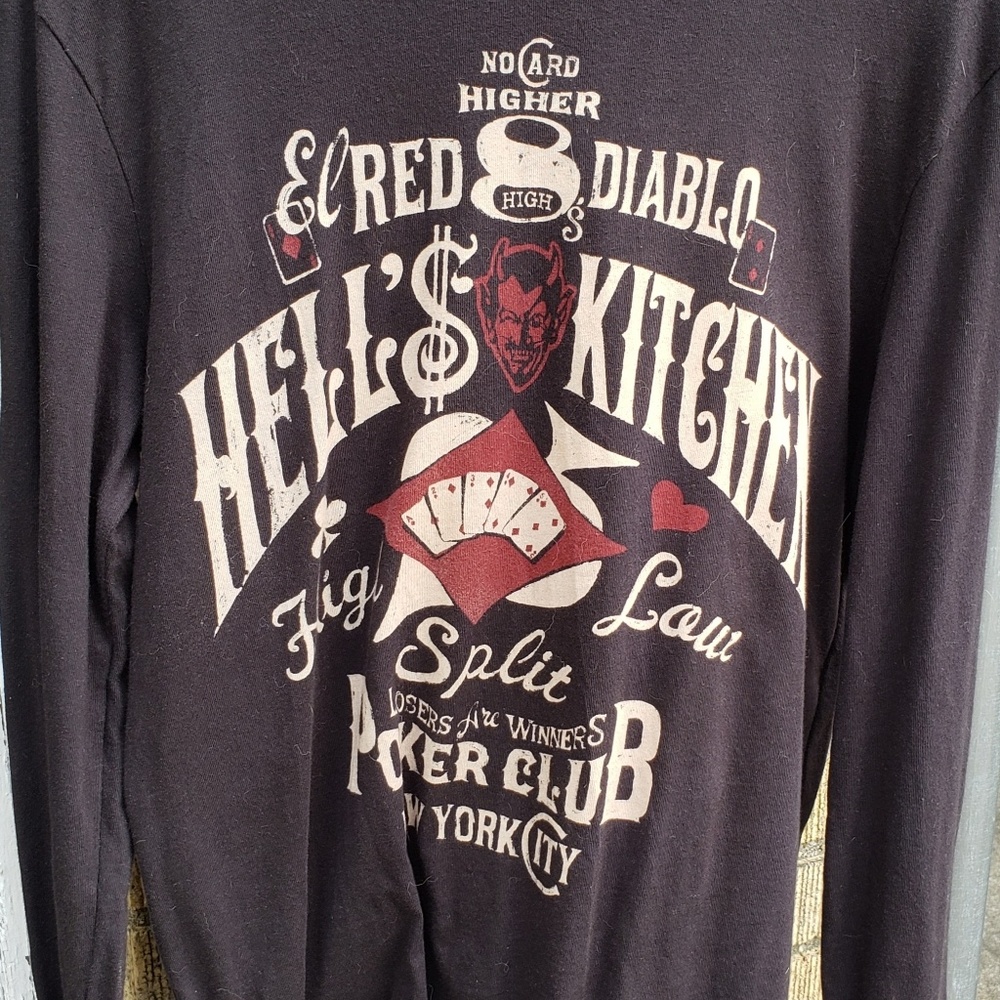 NO CARD
HIGHER
El RED 8 DIABLO
HIGH 's
HELL'$ KITCHEN
High Low
Split
LOSERS Are WINNERS
POKER CLUB
W YORK CITY